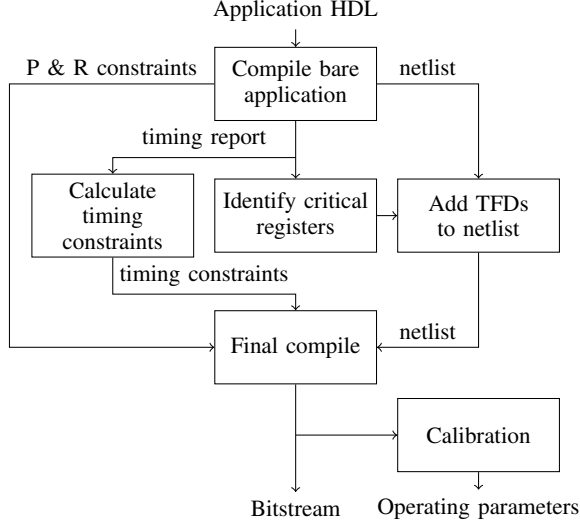 Application HDL
P & R constraints
Compile bare
application
netlist
timing report
Calculate
timing
constraints
Identify critical
registers
Add TFDs
to netlist
timing constraints
Final compile
netlist
Calibration
Bitstream
Operating parameters